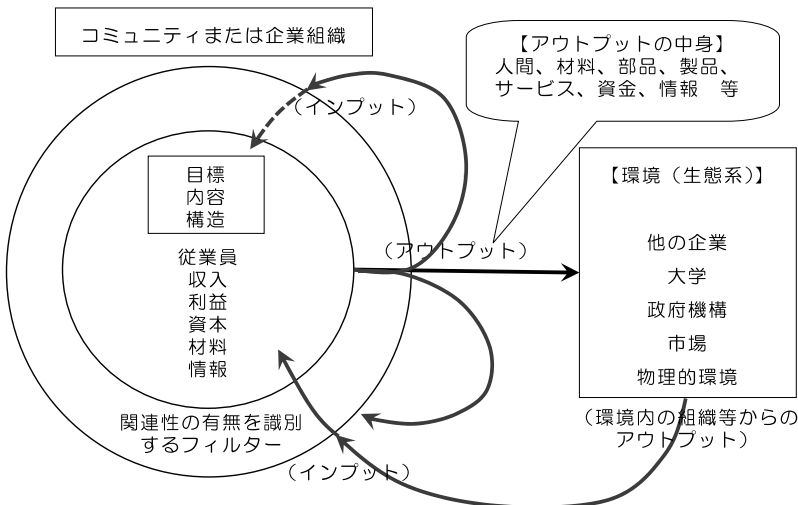 コミュニティまたは企業組織
【アウトプットの中身】
人間、材料、部品、製品、
サービス、資金、情報　等
（インプット）
目標
内容
構造
従業員
収入
利益
資本
材料
情報
（アウトプット）
【環境（生態系）】
他の企業
大学
政府機構
市場
物理的環境
関連性の有無を識別
するフィルター
（環境内の組織等からの
アウトプット）
（インプット）